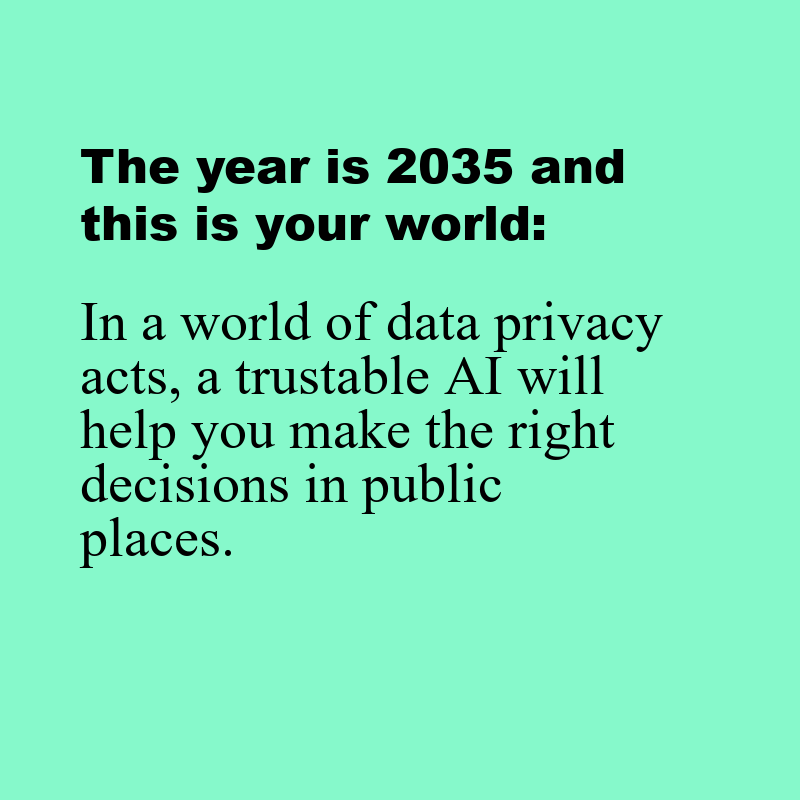 The year is 2035 and
this is your world:
In a world of data privacy
acts, a trustable AI will
help you make the right
decisions in public
places.